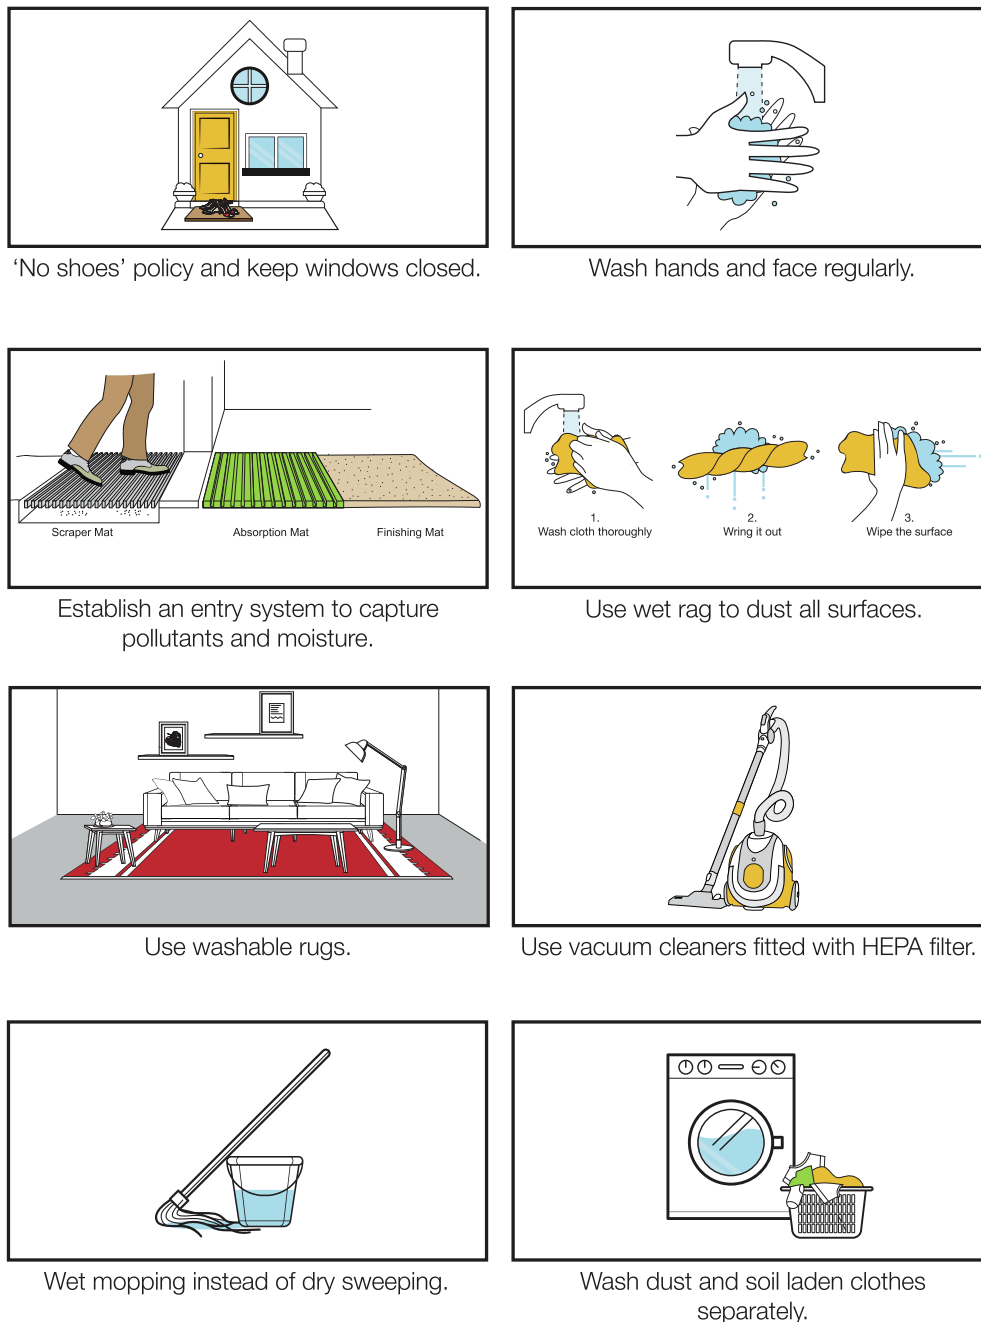 ‘No shoes’ policy and keep windows closed.
Wash hands and face regularly.
Scraper Mat
Absorption Mat
Finishing Mat
Establish an entry system to capture
pollutants and moisture.
1.
Wash cloth thoroughly
2.
Wring it out
3.
Wipe the surface
Use wet rag to dust all surfaces.
Use washable rugs.
Use vacuum cleaners fitted with HEPA filter.
Wet mopping instead of dry sweeping.
Wash dust and soil laden clothes
separately.